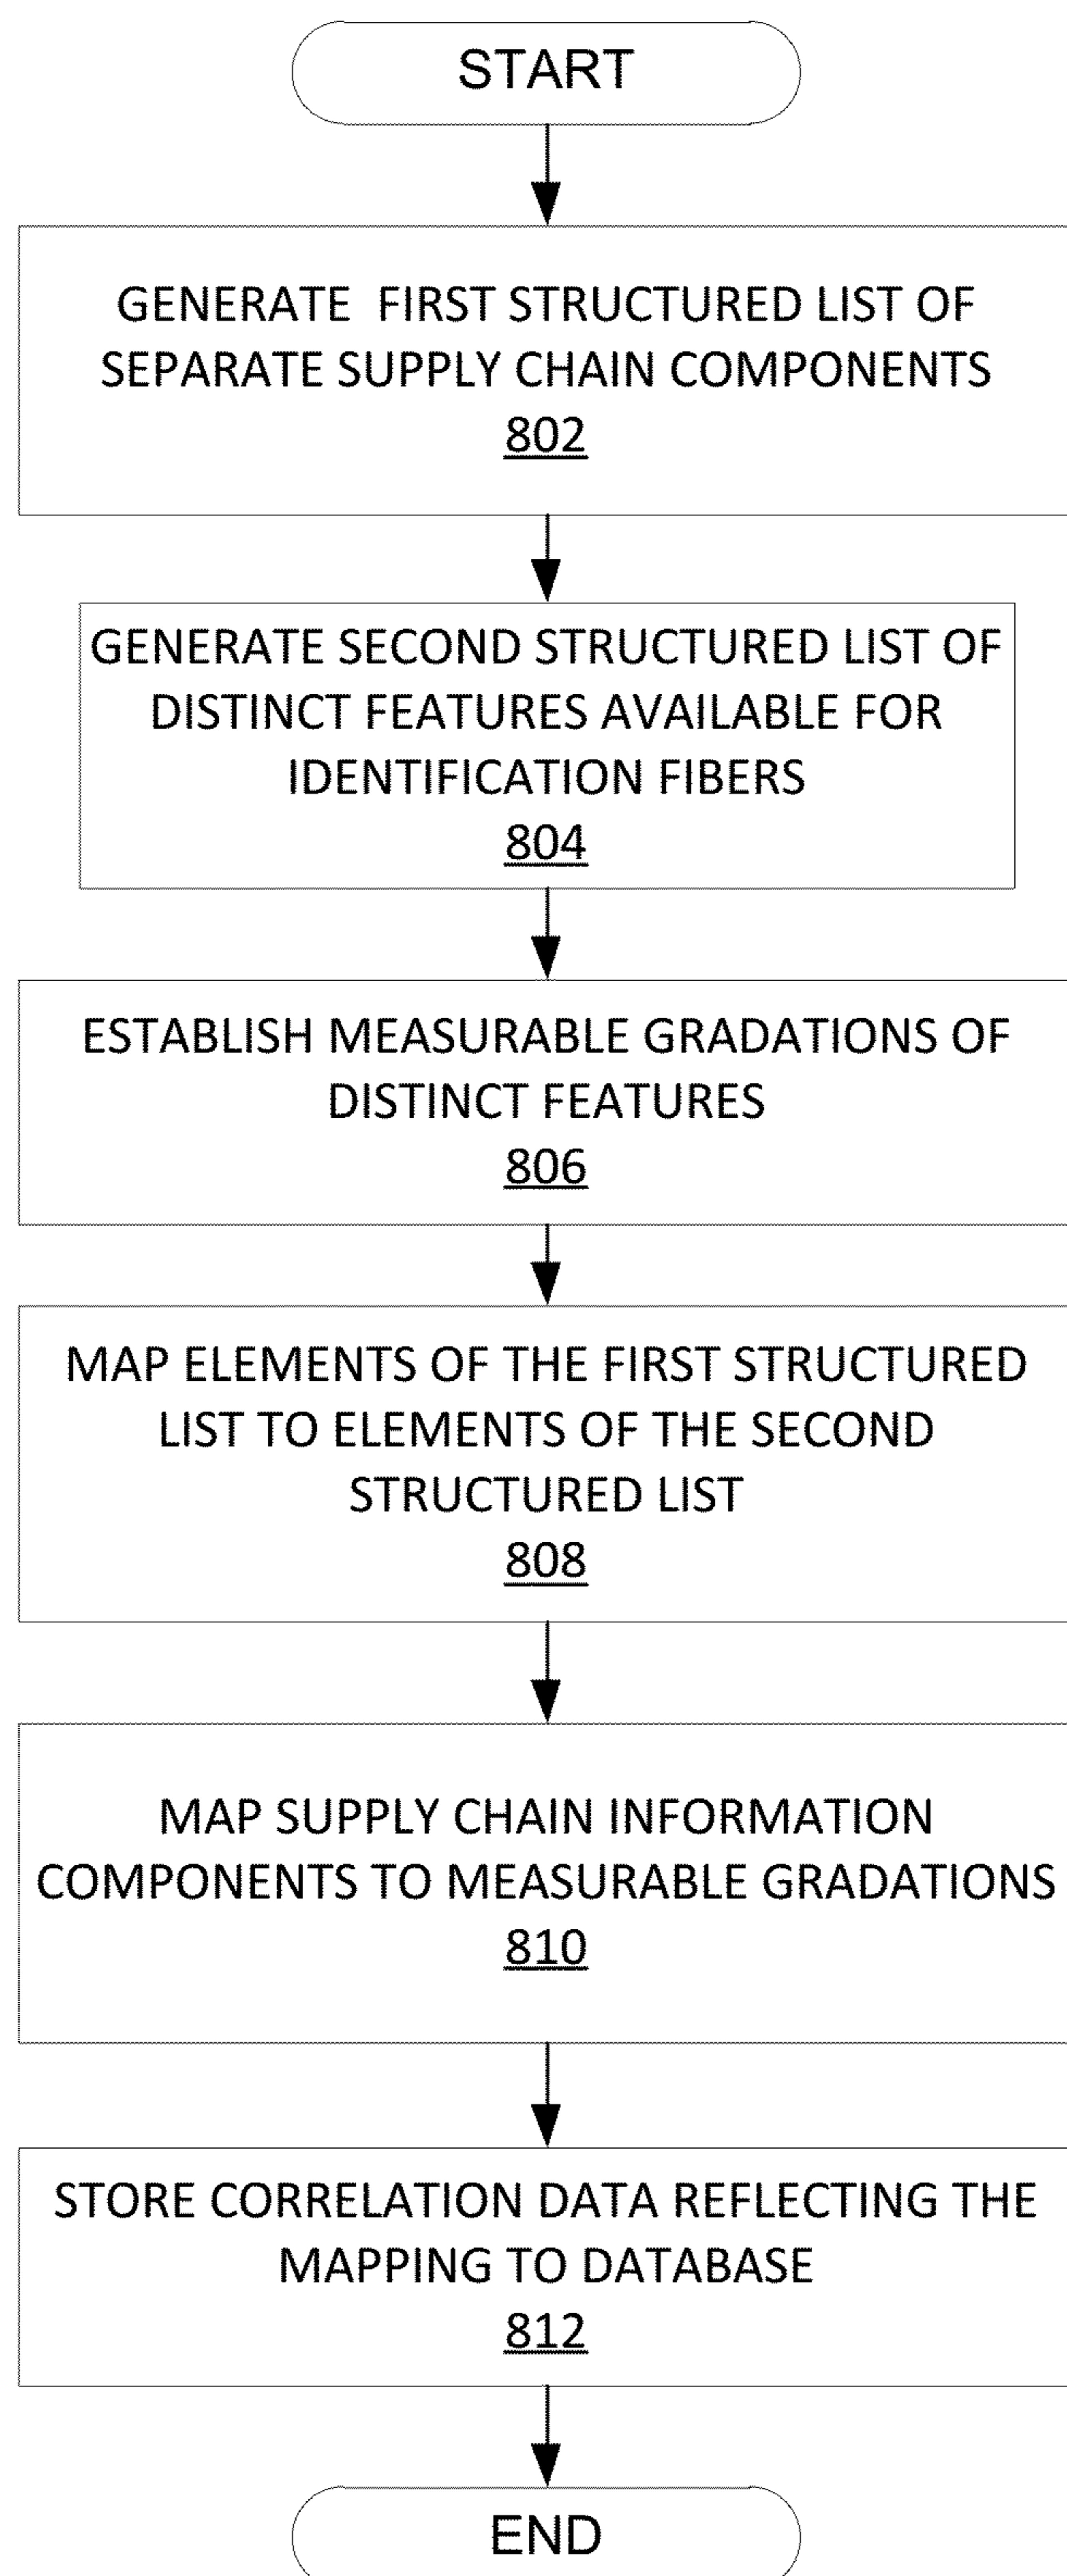 START
GENERATE FIRST STRUCTURED LIST OF
SEPARATE SUPPLY CHAIN COMPONENTS
802
GENERATE SECOND STRUCTURED LIST OF
DISTINCT FEATURES AVAILABLE FOR
IDENTIFICATION FIBERS
804
ESTABLISH MEASURABLE GRADATIONS OF
DISTINCT FEATURES
806
MAP ELEMENTS OF THE FIRST STRUCTURED
LIST TO ELEMENTS OF THE SECOND
STRUCTURED LIST
808
MAP SUPPLY CHAIN INFORMATION
COMPONENTS TO MEASURABLE GRADATIONS
810
STORE CORRELATION DATA REFLECTING THE
MAPPING TO DATABASE
812
END